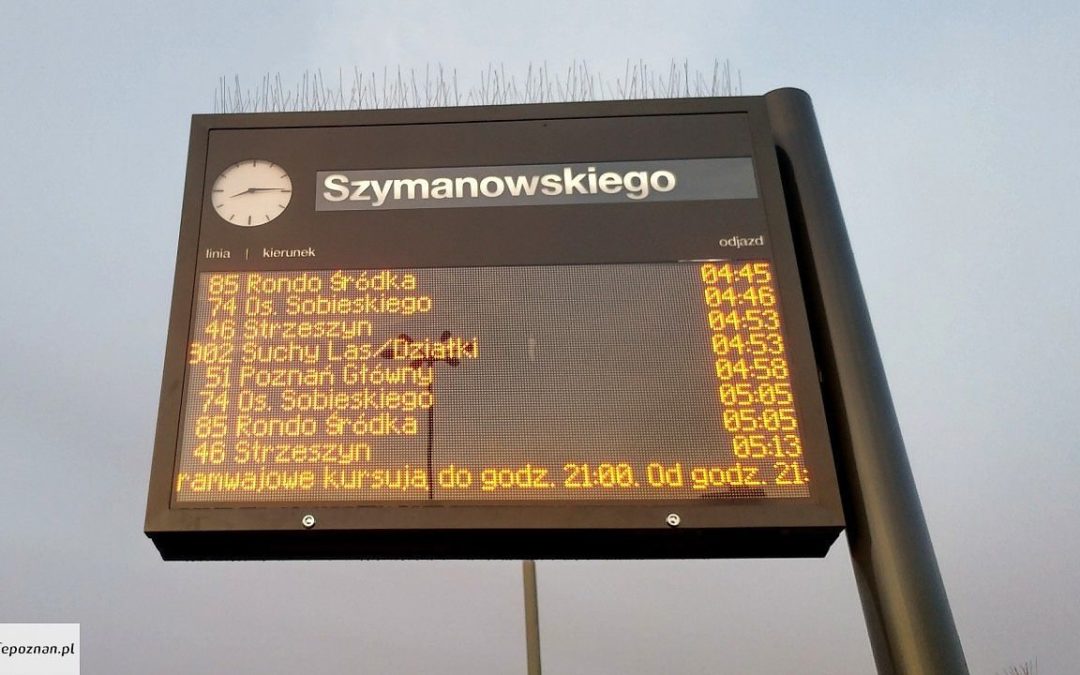 Szymanowskiego
linia | kierunek odjazd
85 Rondo Śródka 04:45
74 Os. Sobieskiego 04:46
46 Strzeszyn 04:53
902 Suchy Las/Działki 04:53
51 Poznań Główny 04:58
74 Os. Sobieskiego 05:05
85 Rondo Śródka 05:05
46 Strzeszyn 05:13
ramwajowe kursują do godz. 21:00. Od godz. 21:
epoznan.pl